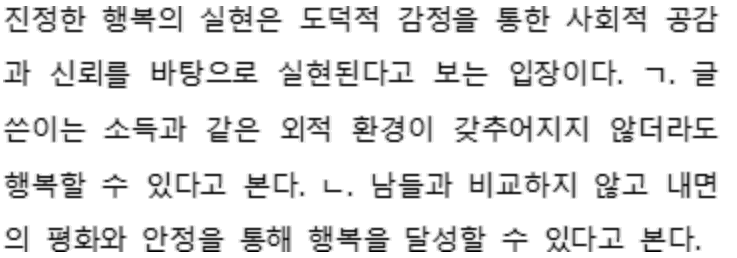 진정한 행복의 실현은 도덕적 감정을 통한 사회적 공감
과 신뢰를 바탕으로 실현된다고 보는 입장이다. ㄱ. 글
쓴이는 소득과 같은 외적 환경이 갖추어지지 않더라도
행복할 수 있다고 본다. ㄴ. 남들과 비교하지 않고 내면
의 평화와 안정을 통해 행복을 달성할 수 있다고 본다.